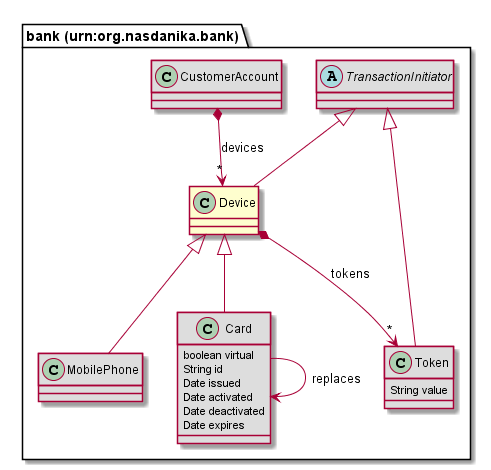 bank (urn:org.nasdanika.bank)
C CustomerAccount
A TransactionInitiator
devices
*
C Device
tokens
*
C MobilePhone
C Card
boolean virtual
String id
Date issued
Date activated
Date deactivated
Date expires
replaces
C Token
String value